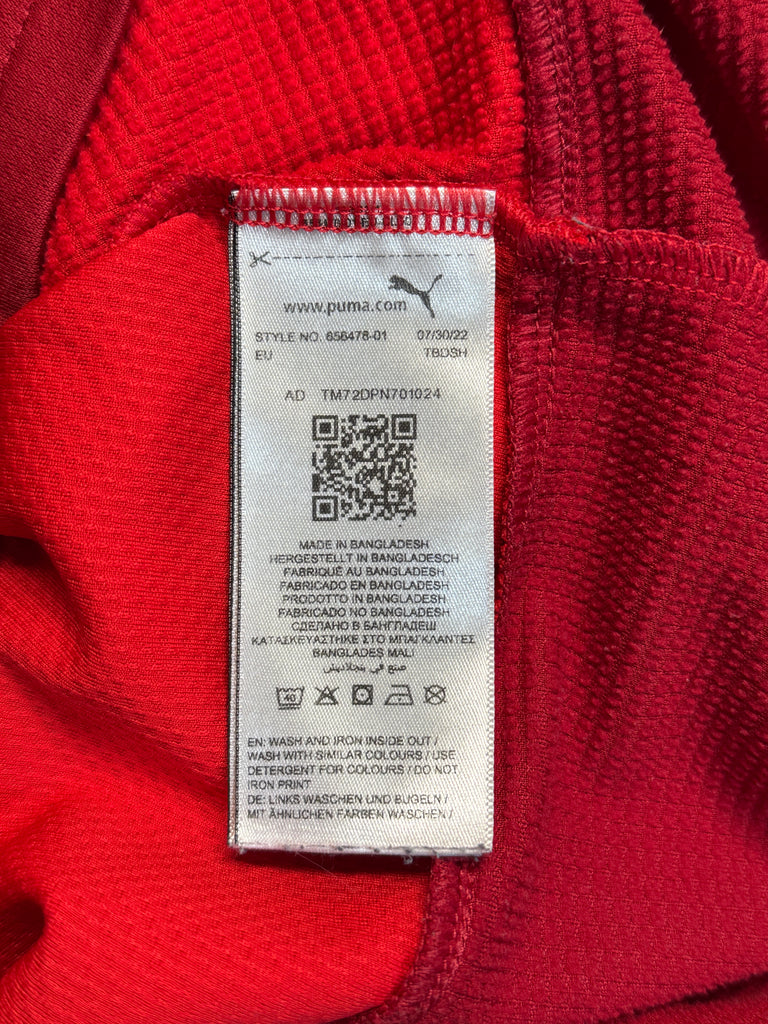 www.puma.com
STYLE NO. 656478-01 07/30/22
EU TBDSH
AD TM72DPN701024
MADE IN BANGLADESH
HERGESTELLT IN BANGLADESCH
FABRIQUÉ AU BANGLADESH
FABRICADO EN BANGLADESH
PRODOTTO IN BANGLADESH
FABRICADO NO BANGLADESH
СДЕЛАНО В БАНГЛАДЕШ
ΚΑΤΑΣΚΕΥΑΣΤΗΚΕ ΣΤΟ ΜΠΑΓΚΛΑΝΤΕΣ
BANGLADES MALI
صنع في بنجلاديش
40
EN: WASH AND IRON INSIDE OUT /
WASH WITH SIMILAR COLOURS / USE
DETERGENT FOR COLOURS / DO NOT
IRON PRINT
DE: LINKS WASCHEN UND BÜGELN /
MIT ÄHNLICHEN FARBEN WASCHEN /